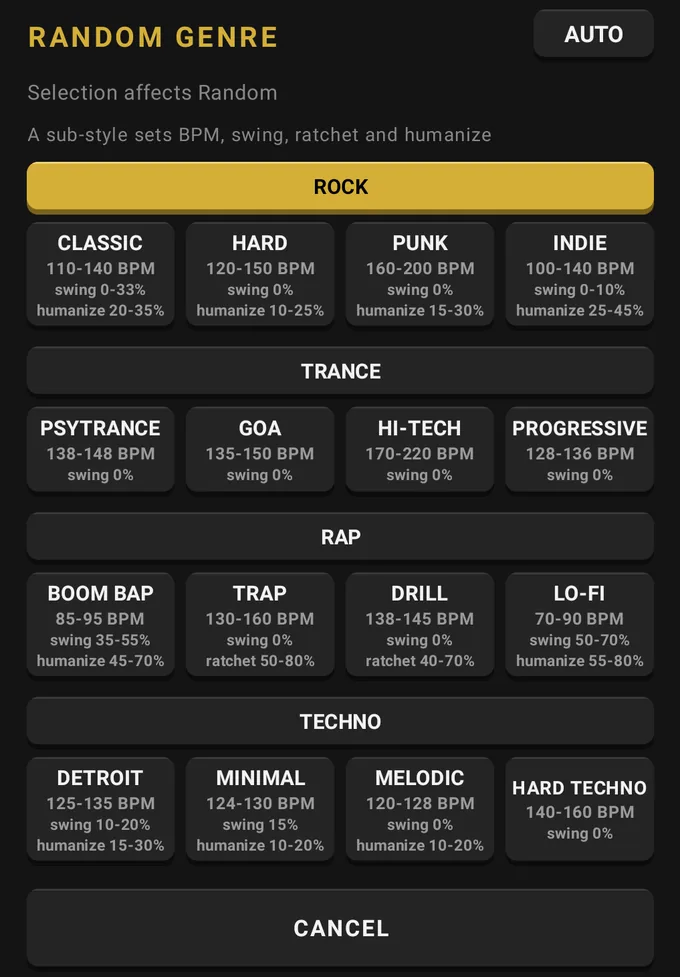 RANDOM GENRE
AUTO
Selection affects Random
A sub-style sets BPM, swing, ratchet and humanize
ROCK
CLASSIC
110-140 BPM
swing 0-33%
humanize 20-35%
HARD
120-150 BPM
swing 0%
humanize 10-25%
PUNK
160-200 BPM
swing 0%
humanize 15-30%
INDIE
100-140 BPM
swing 0-10%
humanize 25-45%
TRANCE
PSYTRANCE
138-148 BPM
swing 0%
GOA
135-150 BPM
swing 0%
HI-TECH
170-220 BPM
swing 0%
PROGRESSIVE
128-136 BPM
swing 0%
RAP
BOOM BAP
85-95 BPM
swing 35-55%
humanize 45-70%
TRAP
130-160 BPM
swing 0%
ratchet 50-80%
DRILL
138-145 BPM
swing 0%
ratchet 40-70%
LO-FI
70-90 BPM
swing 50-70%
humanize 55-80%
TECHNO
DETROIT
125-135 BPM
swing 10-20%
humanize 15-30%
MINIMAL
124-130 BPM
swing 15%
humanize 10-20%
MELODIC
120-128 BPM
swing 0%
humanize 10-20%
HARD TECHNO
140-160 BPM
swing 0%
CANCEL